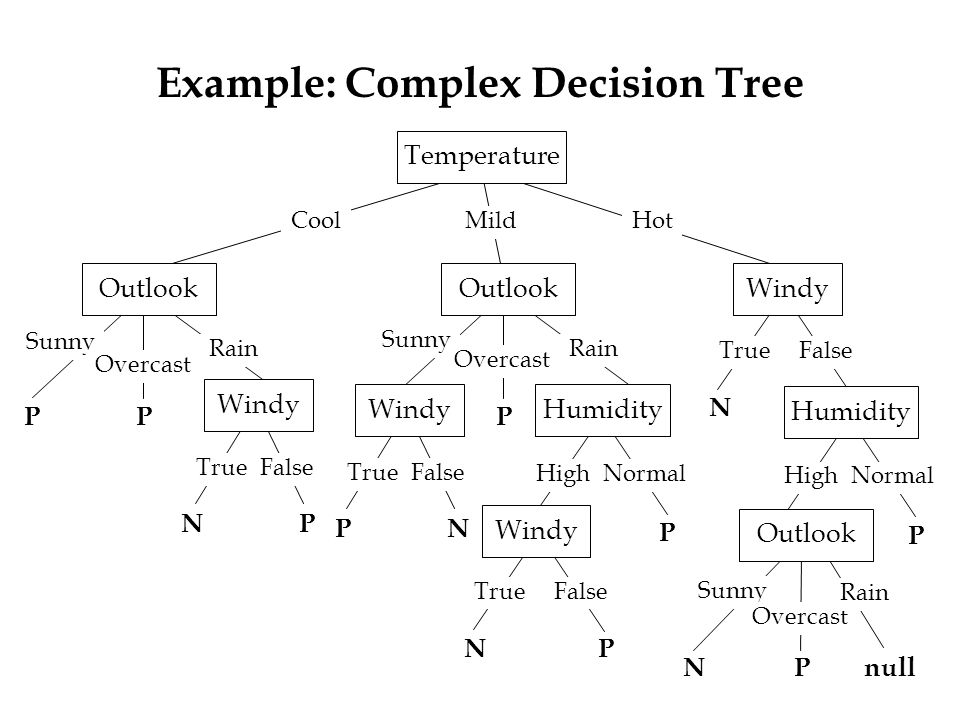 Example: Complex Decision Tree
Temperature
Cool Mild Hot
Outlook Outlook Windy
Sunny Overcast Rain Sunny Overcast Rain True False
P P Windy Windy P Humidity N Humidity
True False True False High Normal High Normal
N P P N Windy P Outlook P
True False Sunny Overcast Rain
N P N P null